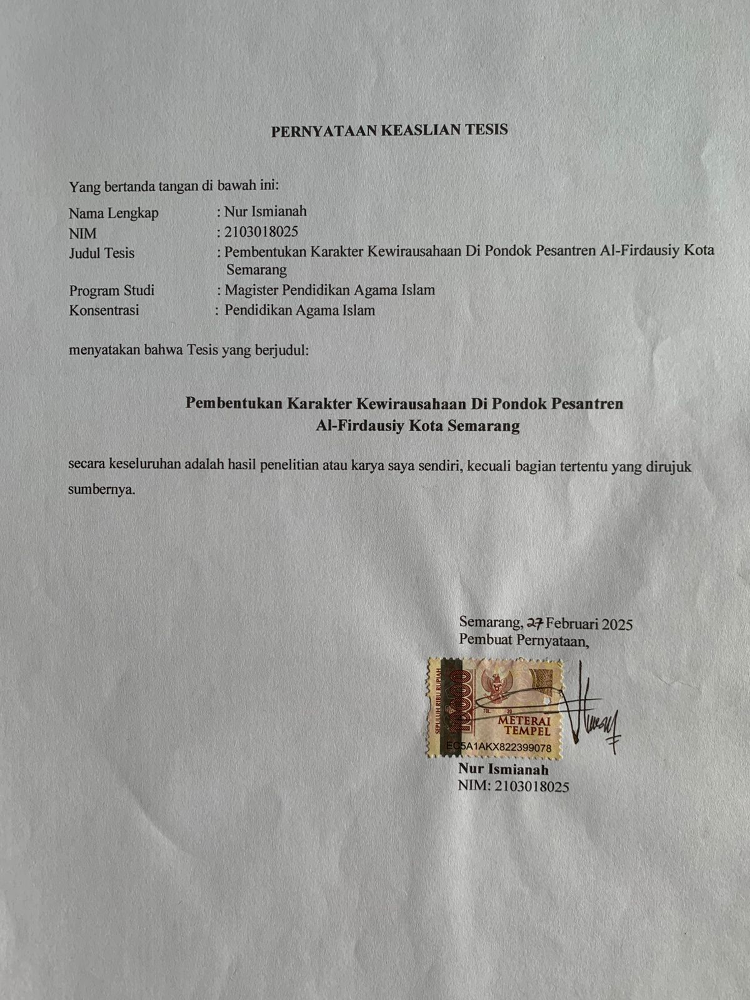 PERNYATAAN KEASLIAN TESIS
Yang bertanda tangan di bawah ini:
Nama Lengkap : Nur Ismianah
NIM : 2103018025
Judul Tesis : Pembentukan Karakter Kewirausahaan Di Pondok Pesantren Al-Firdausiy Kota
Semarang
Program Studi : Magister Pendidikan Agama Islam
Konsentrasi : Pendidikan Agama Islam
menyatakan bahwa Tesis yang berjudul:
Pembentukan Karakter Kewirausahaan Di Pondok Pesantren
Al-Firdausiy Kota Semarang
secara keseluruhan adalah hasil penelitian atau karya saya sendiri, kecuali bagian tertentu yang dirujuk
sumbernya.
Semarang, 27 Februari 2025
Pembuat Pernyataan,
SEPULUH RIBU RUPIAH
10000
TGL. 20
METERAI
TEMPEL
EC5A1AKX822399078
Nur Ismianah
NIM: 2103018025